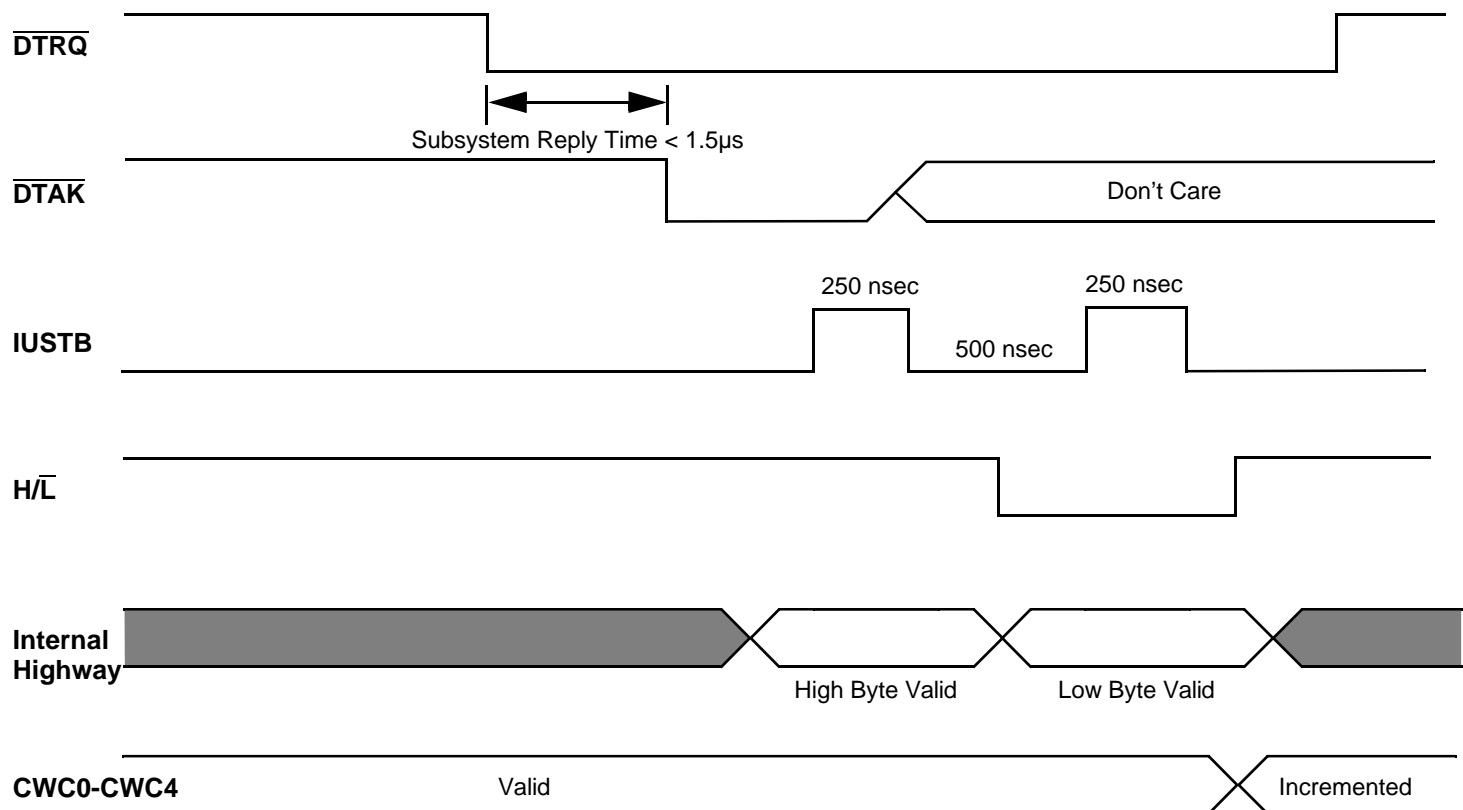 DTRQ
Subsystem Reply Time < 1.5µs
DTAK
Don't Care
250 nsec
250 nsec
IUSTB
500 nsec
H/L
Internal
Highway
High Byte Valid
Low Byte Valid
CWC0-CWC4
Valid
Incremented